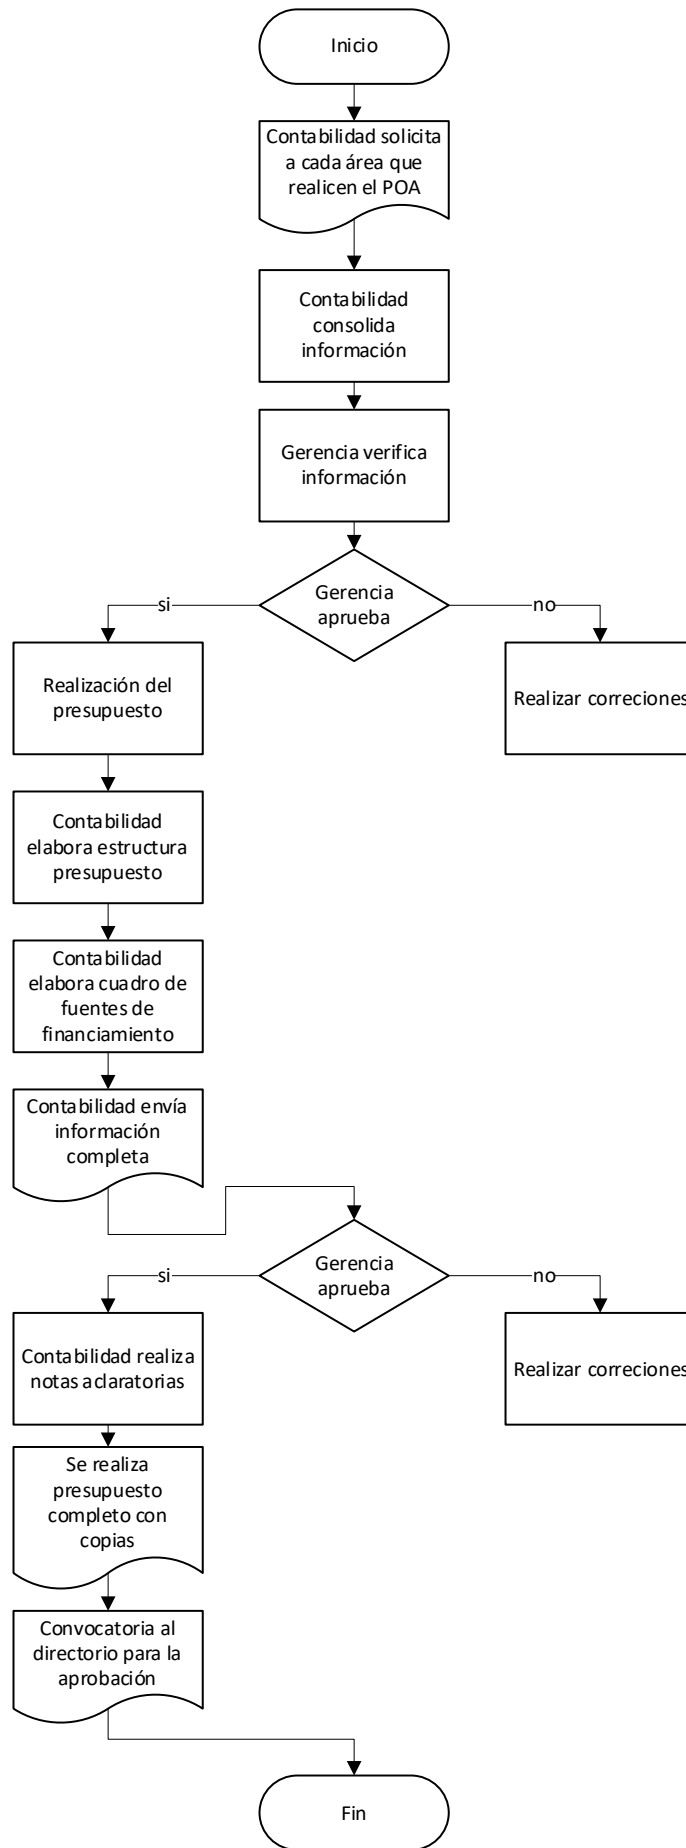 Inicio
Contabilidad solicita
a cada área que
realicen el POA
Contabilidad
consolida
información
Gerencia verifica
información
Gerencia
aprueba
si
no
Realización del
presupuesto
Realizar correciones
Contabilidad
elabora estructura
presupuesto
Contabilidad
elabora cuadro de
fuentes de
financiamiento
Contabilidad envía
información
completa
Gerencia
aprueba
si
no
Contabilidad realiza
notas aclaratorias
Realizar correciones
Se realiza
presupuesto
completo con
copias
Convocatoria al
directorio para la
aprobación
Fin